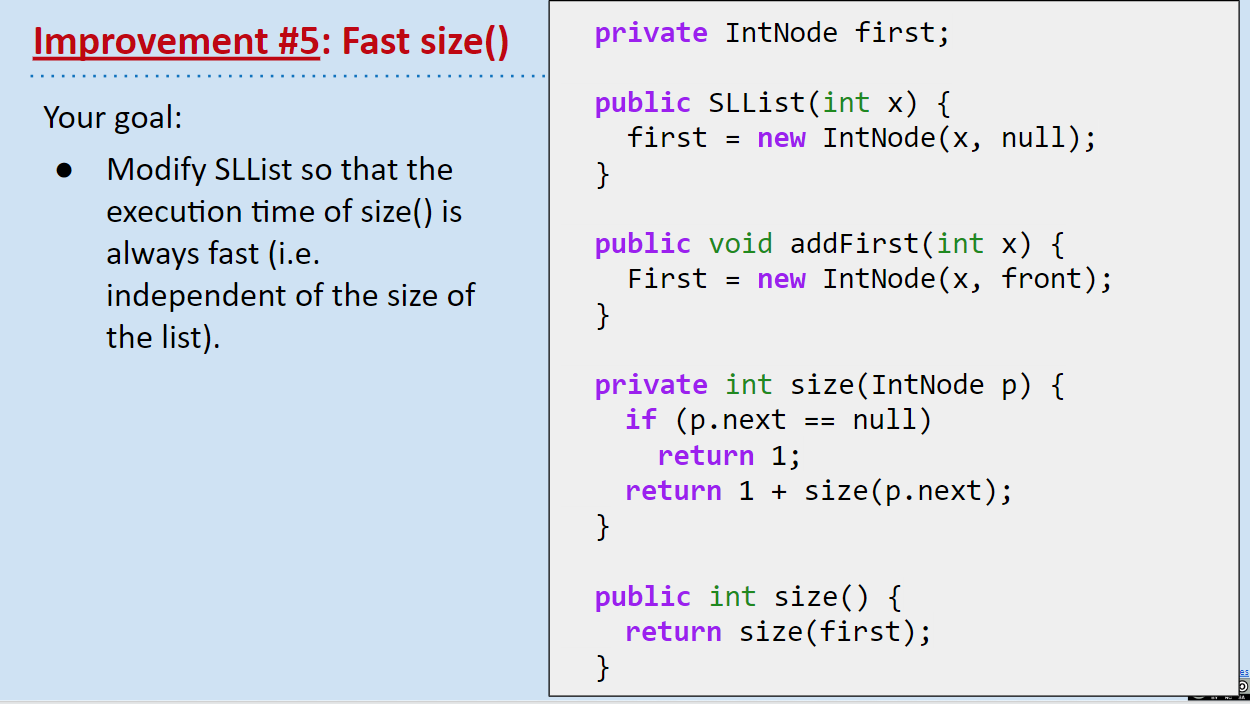 Improvement #5: Fast size()
Your goal:
● Modify SLList so that the
execution time of size() is
always fast (i.e.
independent of the size of
the list).
private IntNode first;
public SLList(int x) {
first = new IntNode(x, null);
}
public void addFirst(int x) {
First = new IntNode(x, front);
}
private int size(IntNode p) {
if (p.next == null)
return 1;
return 1 + size(p.next);
}
public int size() {
return size(first);
}
es